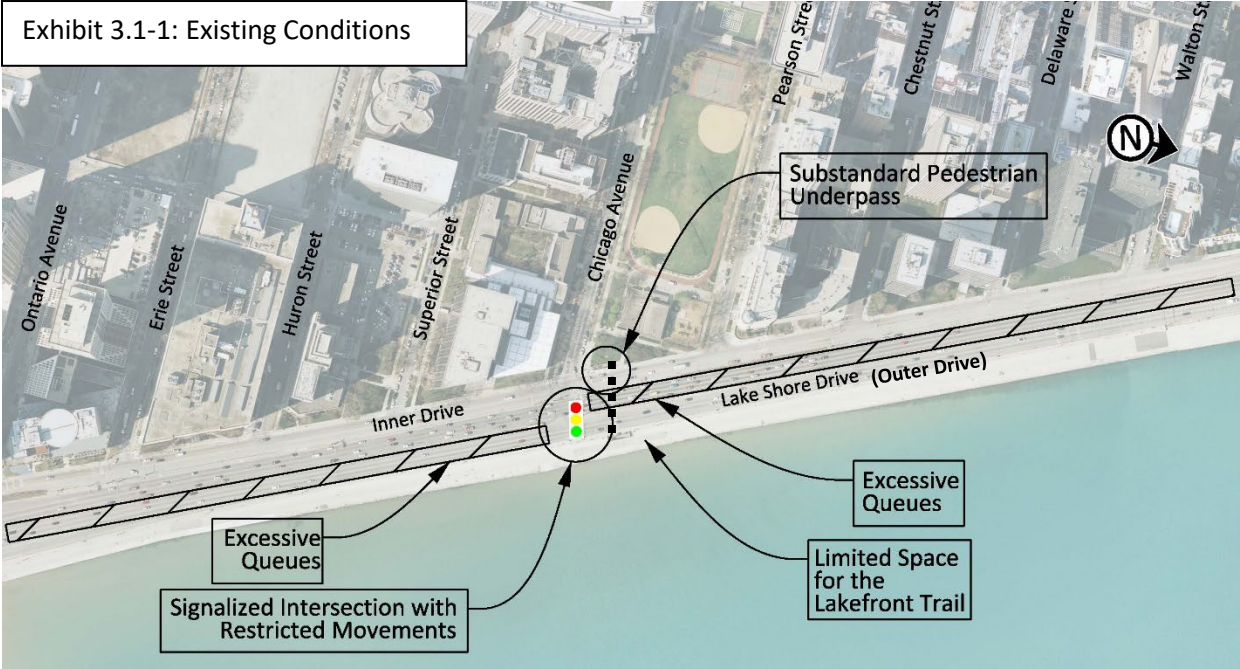 Exhibit 3.1-1: Existing Conditions
Ontario Avenue
Erie Street
Huron Street
Superior Street
Chicago Avenue
Pearson Stree
Chestnut St
Delaware S
Walton St
N
Substandard Pedestrian
Underpass
Inner Drive
Lake Shore Drive (Outer Drive)
Excessive
Queues
Signalized Intersection with
Restricted Movements
Excessive
Queues
Limited Space
for the
Lakefront Trail